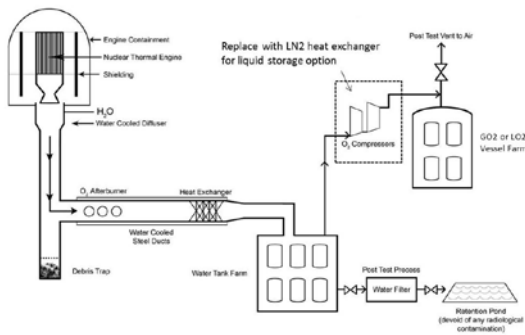 Engine Containment
Nuclear Thermal Engine
Shielding
H2O
Water Cooled Diffuser
Replace with LN2 heat exchanger
for liquid storage option
Post Test Vent to Air
O2 Compressors
GO2 or LO2
Vessel Farm
O2 Afterburner
Heat Exchanger
Water Cooled
Steel Ducts
Debris Trap
Water Tank Farm
Post Test Process
Water Filter
Retention Pond
(devoid of any radiological
contamination)